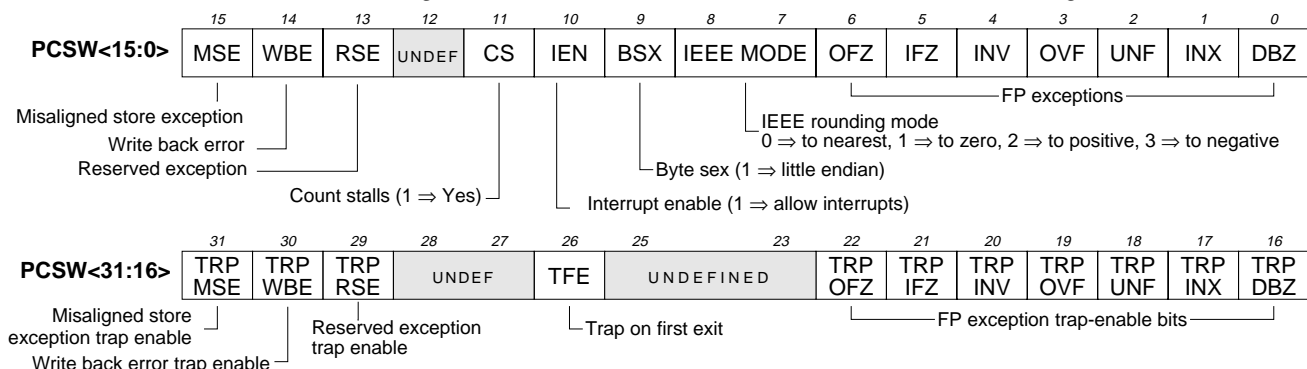 15 14 13 12 11 10 9 8 7 6 5 4 3 2 1 0
PCSW<15:0> MSE WBE RSE UNDEF CS IEN BSX IEEE MODE OFZ IFZ INV OVF UNF INX DBZ
FP exceptions
Misaligned store exception
IEEE rounding mode
0 ⇒ to nearest, 1 ⇒ to zero, 2 ⇒ to positive, 3 ⇒ to negative
Write back error
Reserved exception
Byte sex (1 ⇒ little endian)
Count stalls (1 ⇒ Yes)
Interrupt enable (1 ⇒ allow interrupts)
31 30 29 28 27 26 25 23 22 21 20 19 18 17 16
PCSW<31:16> TRP MSE TRP WBE TRP RSE UNDEF TFE UNDEFINED TRP OFZ TRP IFZ TRP INV TRP OVF TRP UNF TRP INX TRP DBZ
Misaligned store
exception trap enable
Reserved exception
trap enable
Trap on first exit
FP exception trap-enable bits
Write back error trap enable